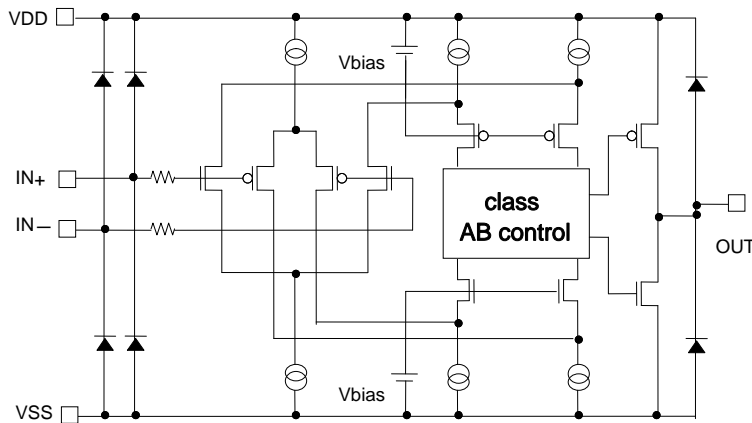 VDD
Vbias
IN+
IN−
class
AB control
OUT
Vbias
VSS